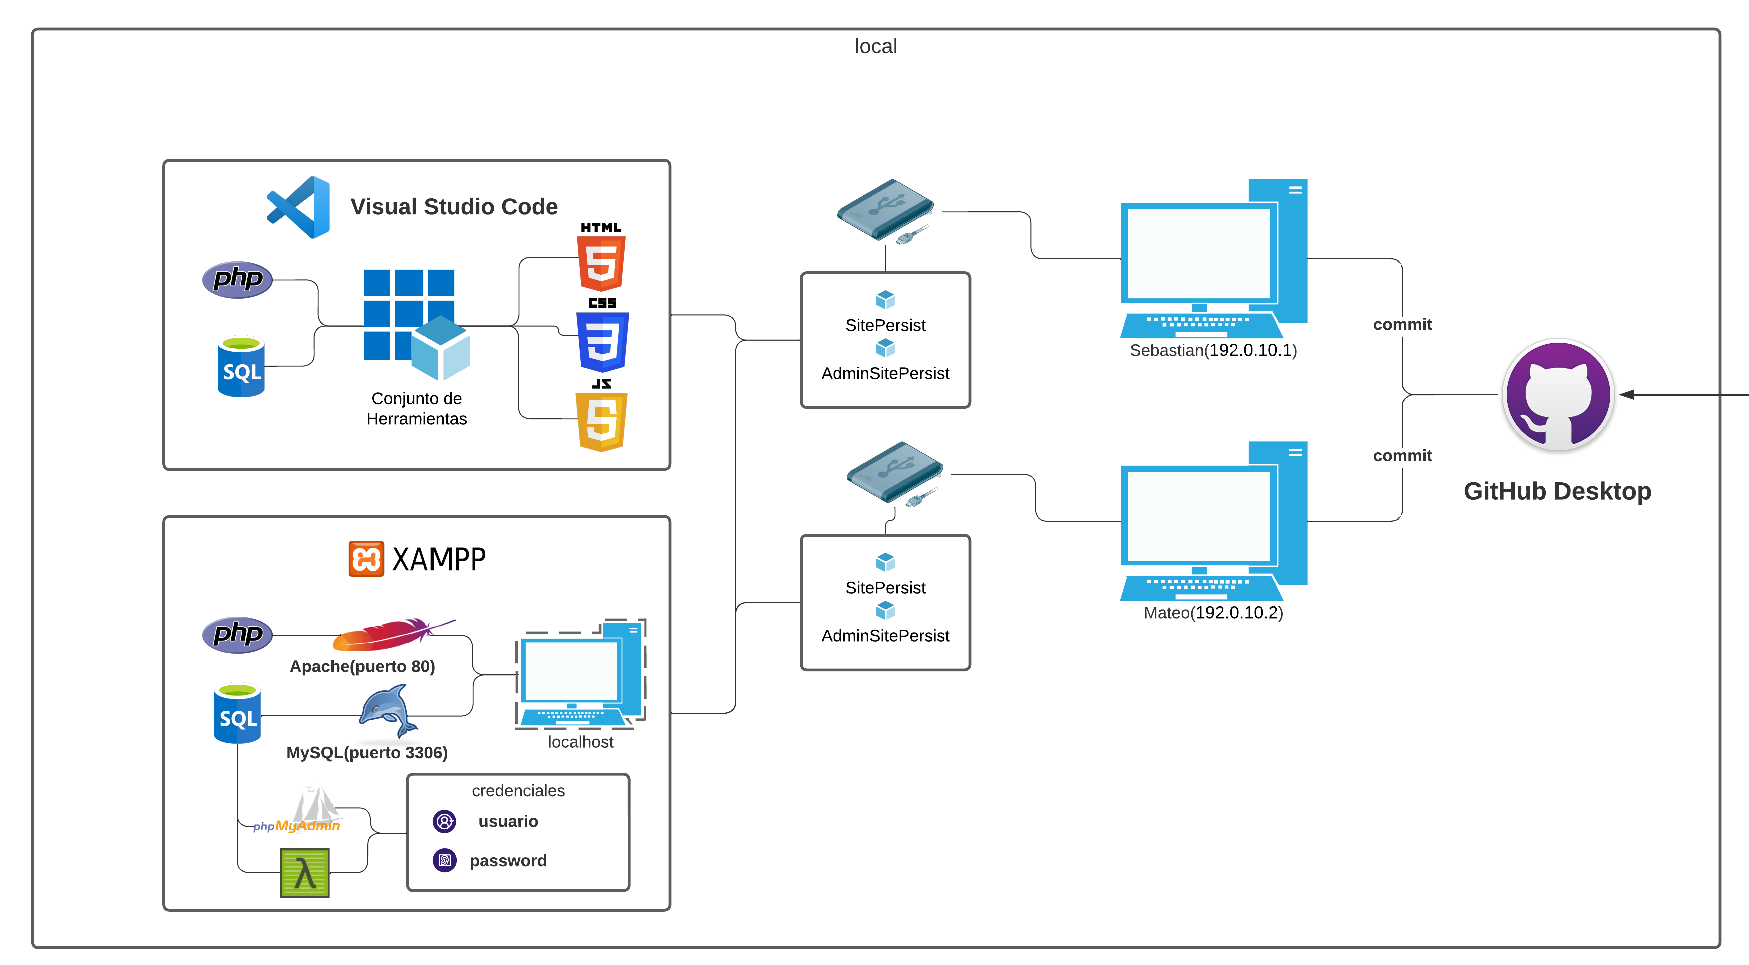 local
Visual Studio Code
php
SQL
Conjunto de
Herramientas
HTML
5
CSS
3
JS
SitePersist
AdminSitePersist
Sebastian(192.0.10.1)
commit
commit
GitHub Desktop
SitePersist
AdminSitePersist
Mateo(192.0.10.2)
XAMPP
php
Apache(puerto 80)
SQL
MySQL(puerto 3306)
localhost
phpMyAdmin
λ
credenciales
usuario
password